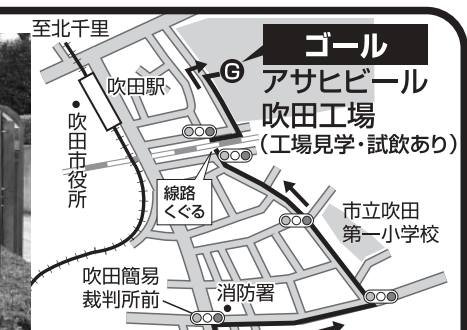 至北千里
ゴール
G
アサヒビール
吹田工場
(工場見学・試飲あり)
吹田駅
吹田市役所
線路
くぐる
市立吹田
第一小学校
吹田簡易
裁判所前
消防署